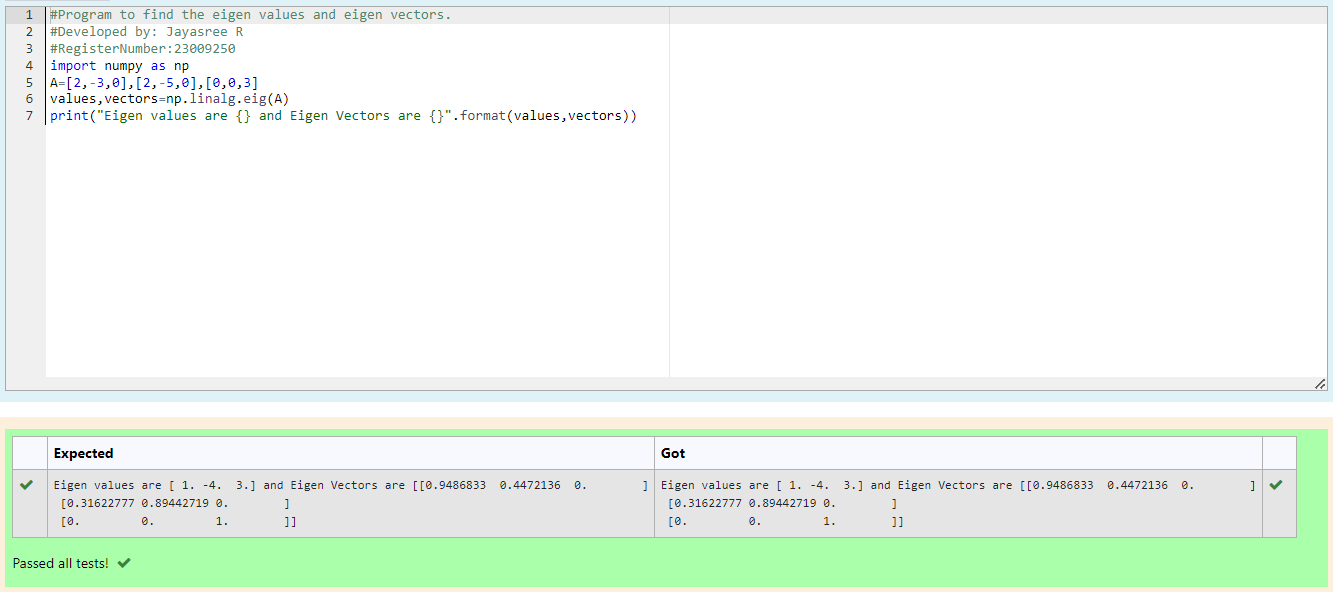 1 #Program to find the eigen values and eigen vectors.
2 #Developed by: Jayasree R
3 #RegisterNumber:23009250
4 import numpy as np
5 A=[2,-3,0],[2,-5,0],[0,0,3]
6 values,vectors=np.linalg.eig(A)
7 print("Eigen values are {} and Eigen Vectors are {}".format(values,vectors))
Expected Got
Eigen values are [ 1. -4.  3.] and Eigen Vectors are [[0.9486833  0.4472136  0.        ] Eigen values are [ 1. -4.  3.] and Eigen Vectors are [[0.9486833  0.4472136  0.        ]
[0.31622777 0.89442719 0.        ] [0.31622777 0.89442719 0.        ]
[0.         0.         1.        ]] [0.         0.         1.        ]]
Passed all tests!